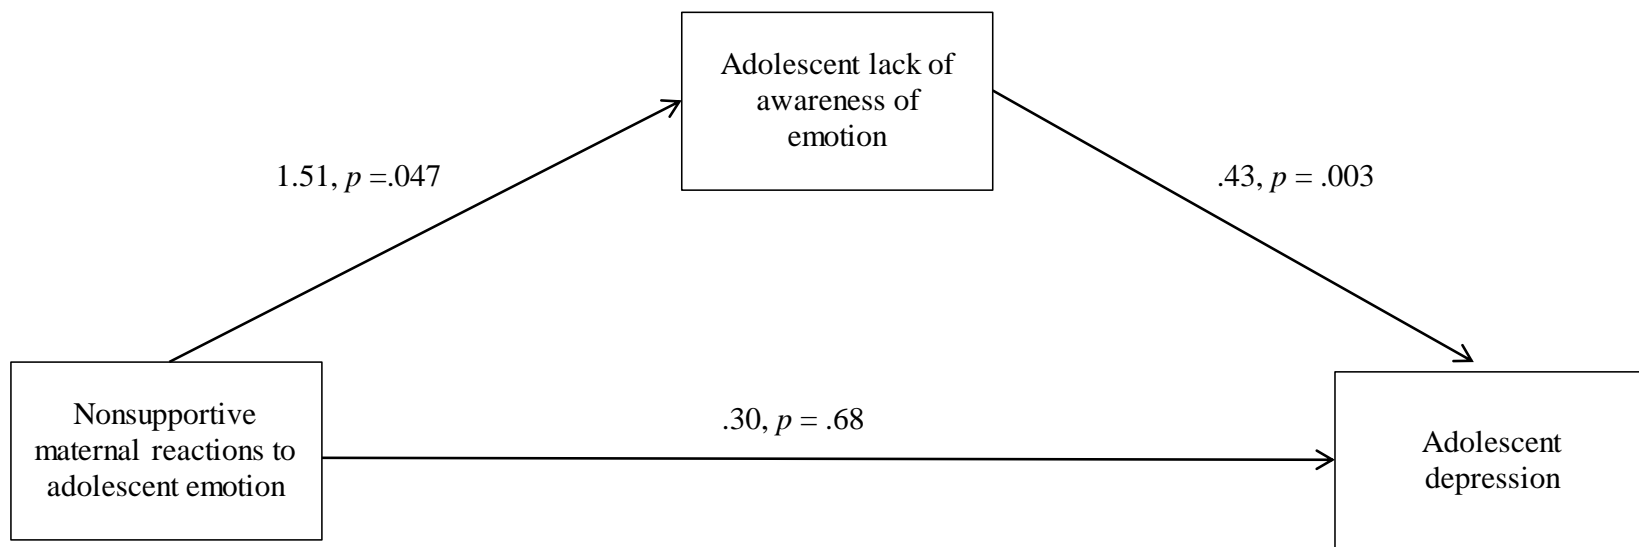 Adolescent lack of
awareness of
emotion
1.51, p =.047
.43, p = .003
Nonsupportive
maternal reactions to
adolescent emotion
.30, p = .68
Adolescent
depression